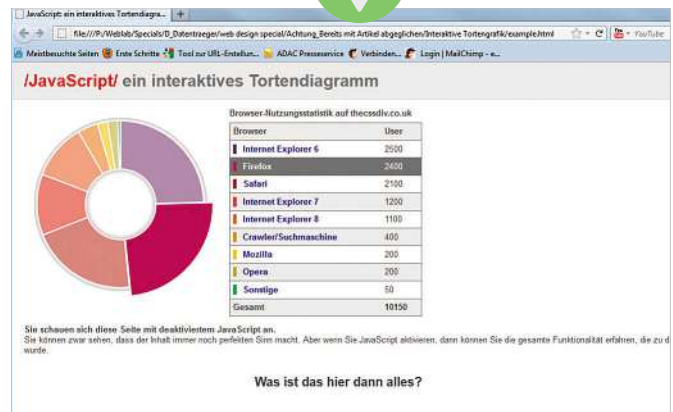 JavaScript: ein interaktives Tortendiagra...
file:///P:/Weblab/Specials/D_Datentraeger/web design special/Achtung_Bereits mit Artikel abgeglichen/Interaktive Tortengrafik/example.html
YouTube
Meistbesuchte Seiten Erste Schritte Tool zur URL-Erstellun... ADAC Presseservice Verbinden... Login | MailChimp - e...
/JavaScript/ ein interaktives Tortendiagramm
Browser-Nutzungsstatistik auf thecssdiv.co.uk
Browser User
Internet Explorer 6 2500
Firefox 2400
Safari 2100
Internet Explorer 7 1200
Internet Explorer 8 1100
Crawler/Suchmaschine 400
Mozilla 200
Opera 200
Sonstige 50
Gesamt 10150
Sie schauen sich diese Seite mit deaktiviertem JavaScript an.
Sie können zwar sehen, dass der Inhalt immer noch perfekten Sinn macht. Aber wenn Sie JavaScript aktivieren, dann können Sie die gesamte Funktionalität erfahren, die zu d
wurde.
Was ist das hier dann alles?